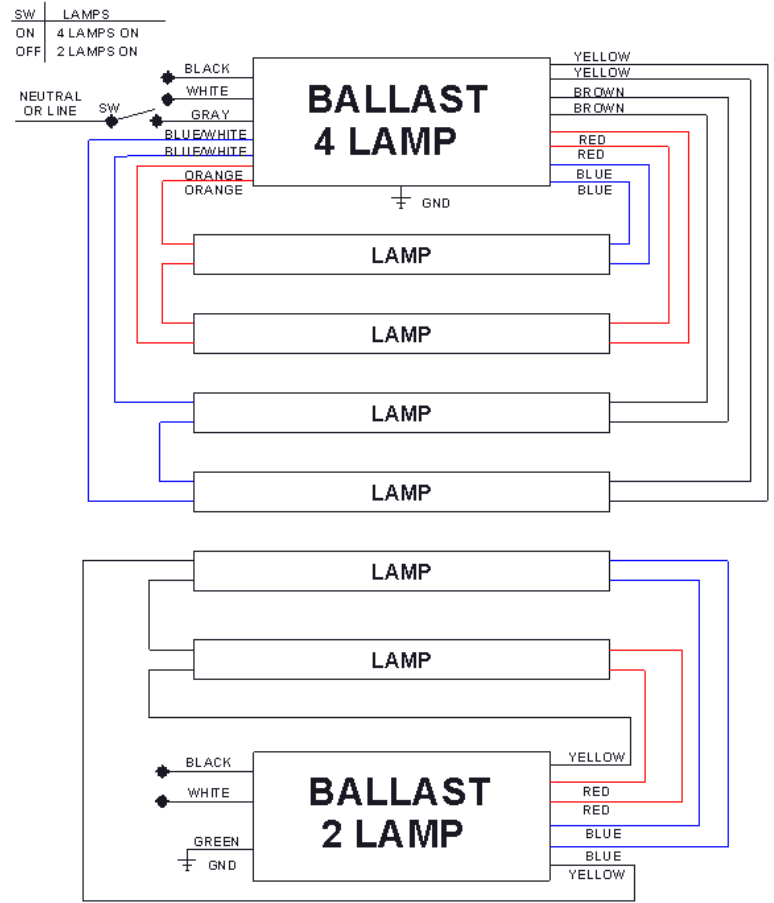 SW LAMPS
ON 4 LAMPS ON
OFF 2 LAMPS ON
NEUTRAL
OR LINE
SW
BLACK
WHITE
GRAY
BLUE/WHITE
BLUE/WHITE
ORANGE
ORANGE
BALLAST
4 LAMP
GND
YELLOW
YELLOW
BROWN
BROWN
RED
RED
BLUE
BLUE
LAMP
LAMP
LAMP
LAMP
LAMP
LAMP
BLACK
WHITE
GREEN
GND
BALLAST
2 LAMP
YELLOW
RED
RED
BLUE
BLUE
YELLOW